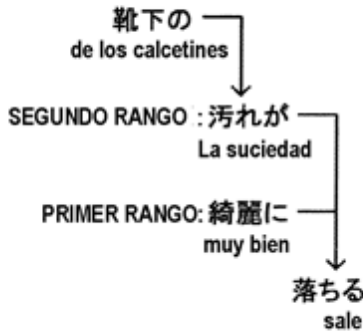 靴下の
de los calcetines
SEGUNDO RANGO : 汚れが
La suciedad
PRIMER RANGO: 綺麗に
muy bien
落ちる
sale